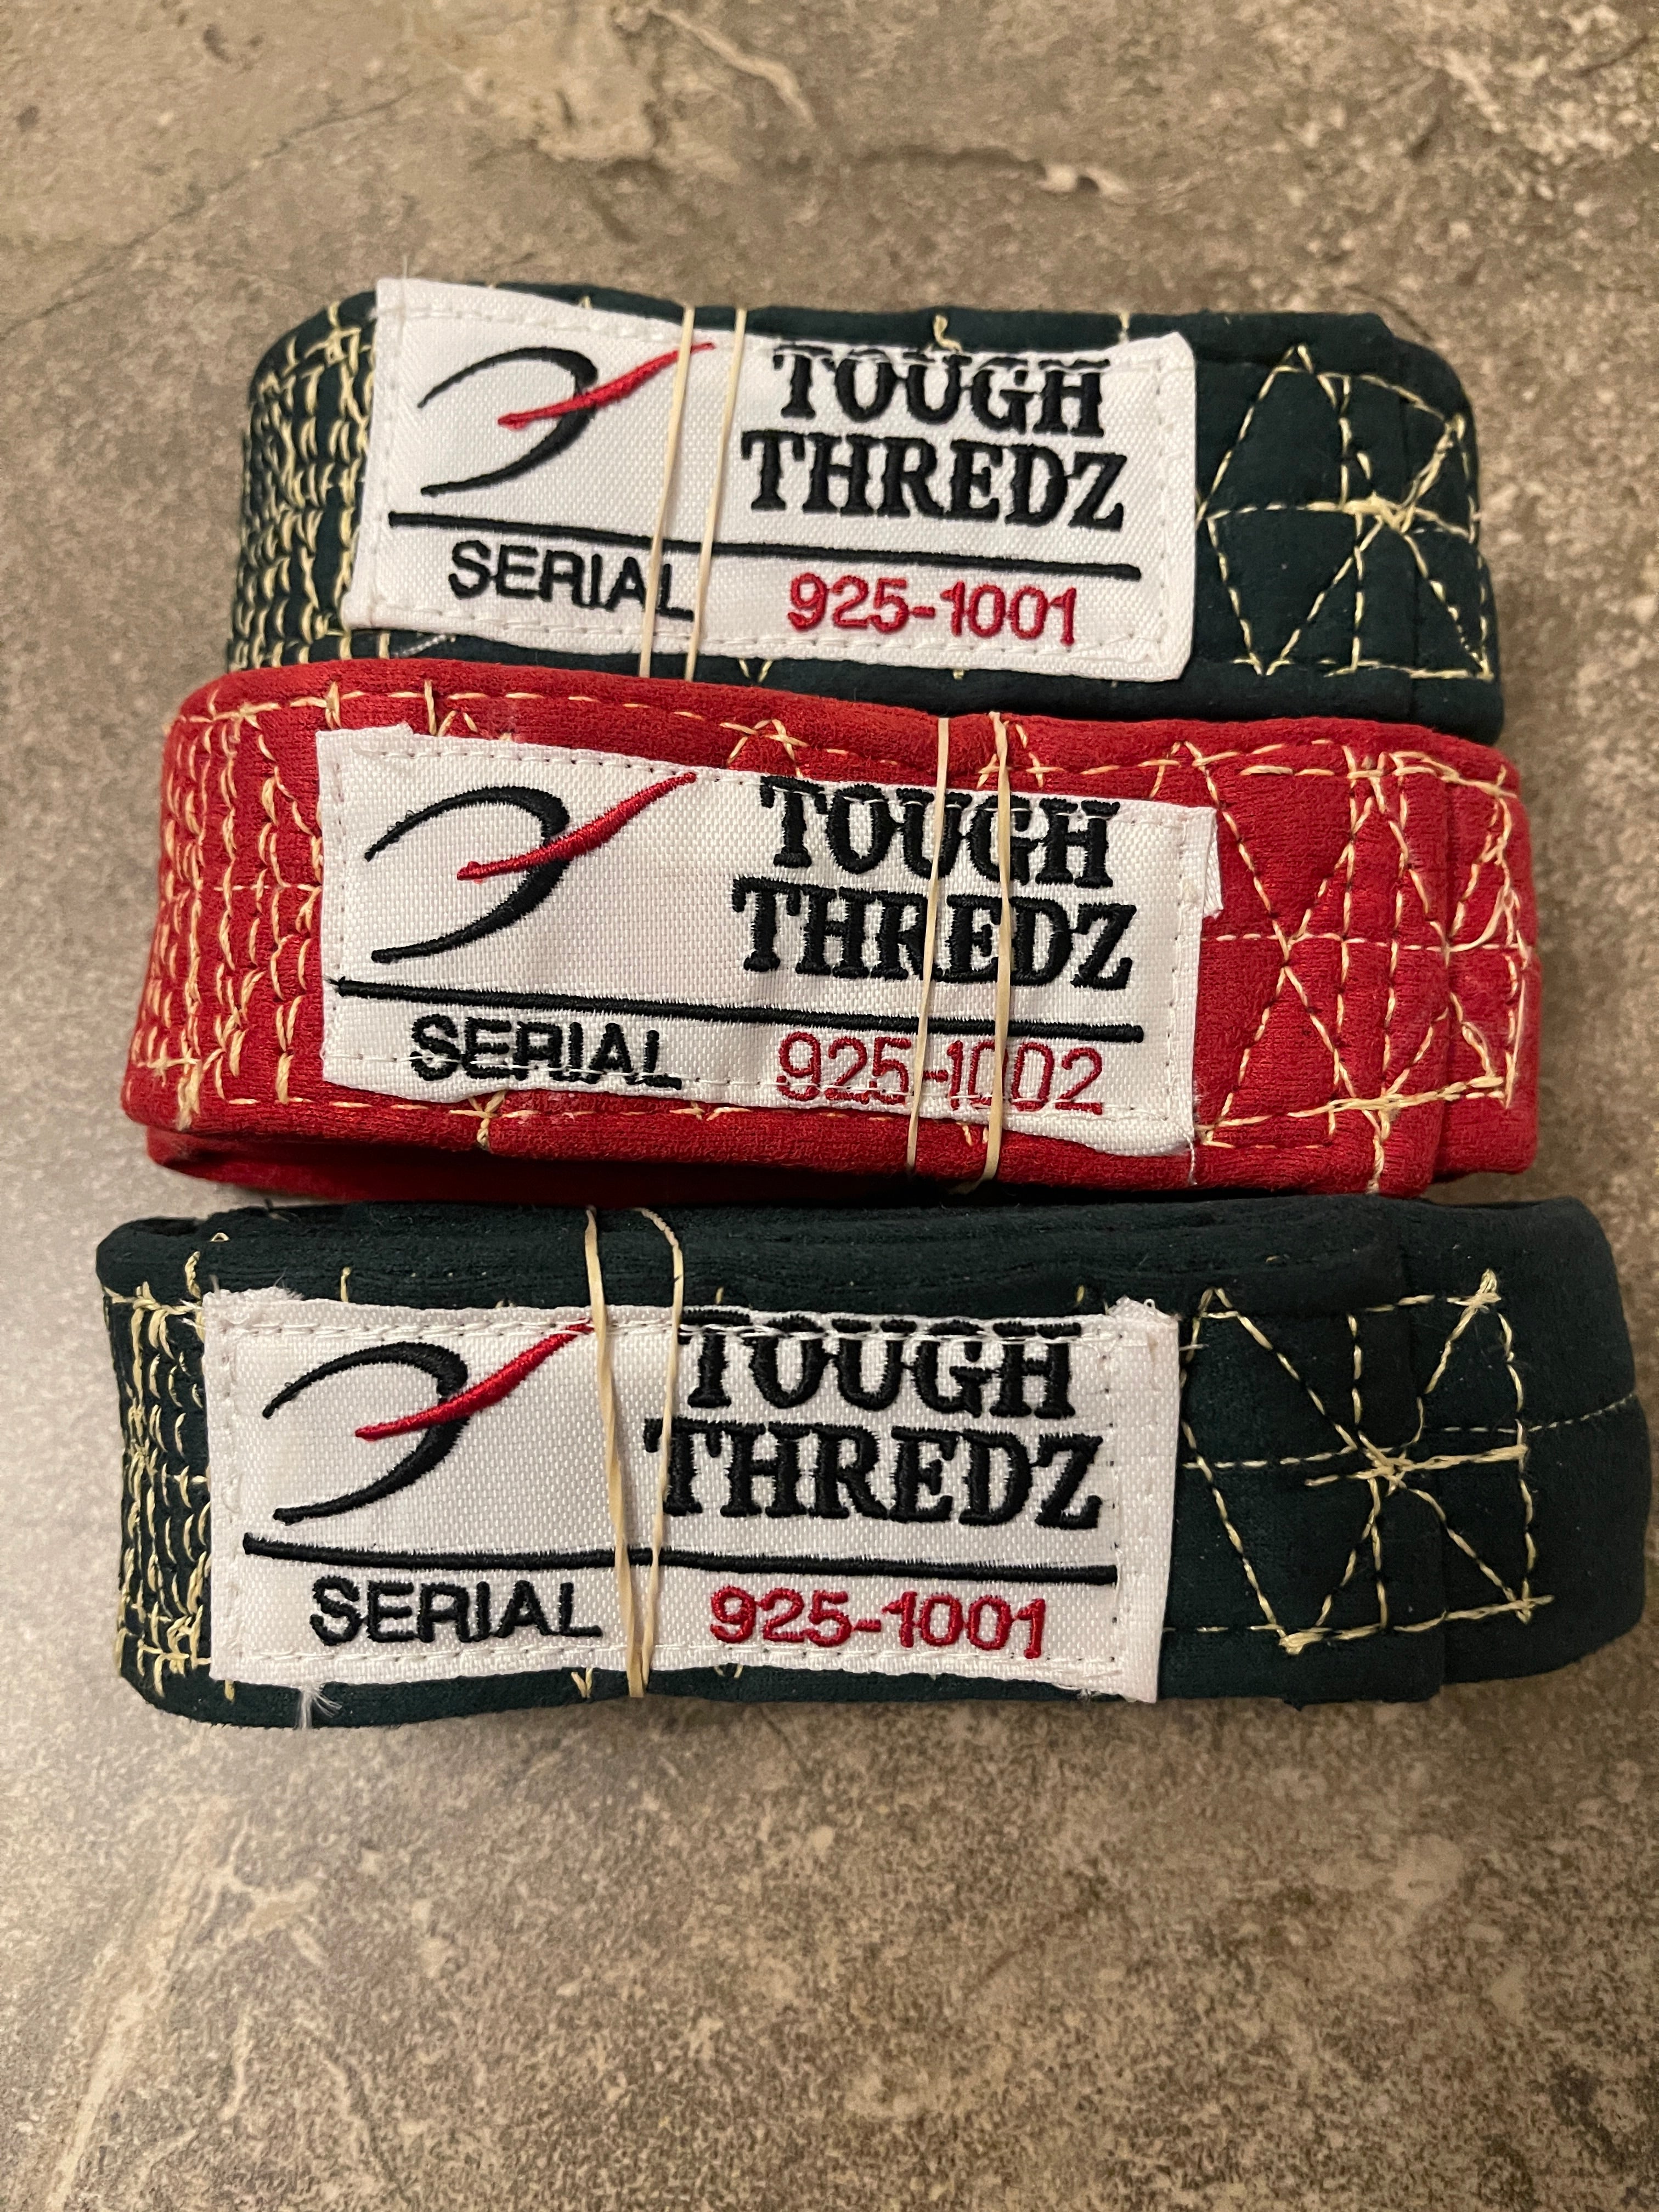 TOUGH
THREDZ
SERIAL 925-1001
TOUGH
THREDZ
SERIAL 925-1002
TOUGH
THREDZ
SERIAL 925-1001